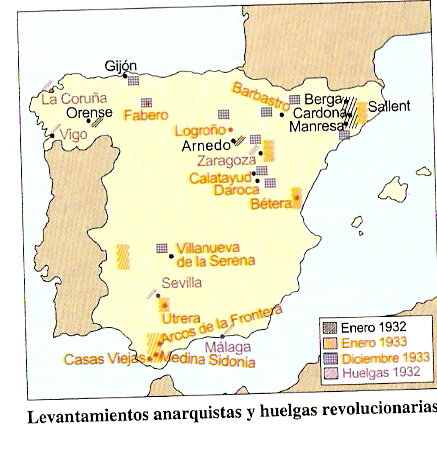 Gijón
La Coruña
Orense
Vigo
Fabero
Barbastro
Berga
Cardona
Manresa
Sallent
Logroño
Arnedo
Zaragoza
Calatayud
Daroca
Bétera
Villanueva
de la Serena
Sevilla
Utrera
Arcos de la Frontera
Málaga
Casas Viejas
Medina Sidonia
Enero 1932
Enero 1933
Diciembre 1933
Huelgas 1932
Levantamientos anarquistas y huelgas revolucionarias